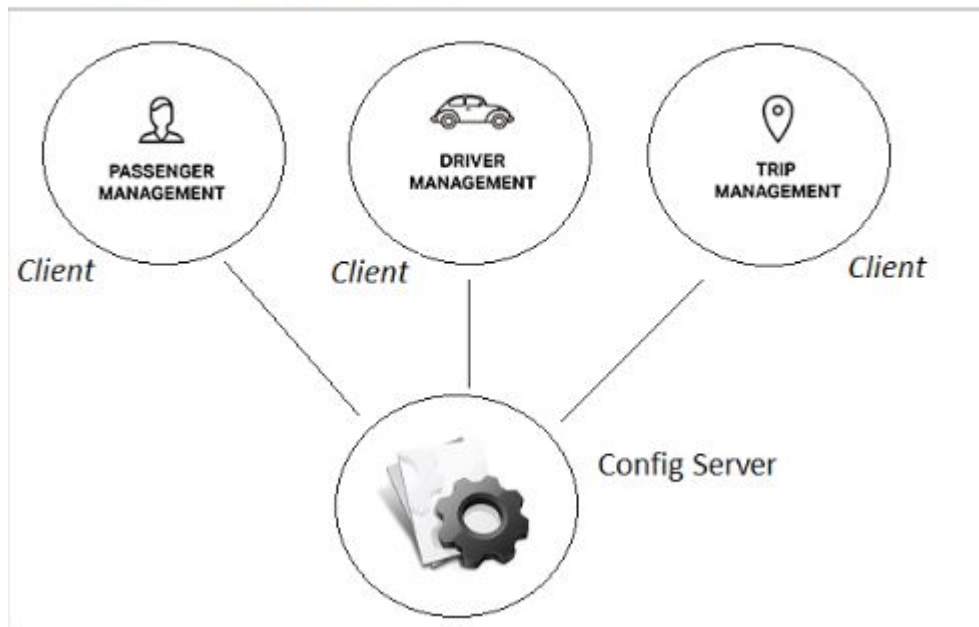 PASSENGER
MANAGEMENT
DRIVER
MANAGEMENT
TRIP
MANAGEMENT
Client
Client
Client
Config Server